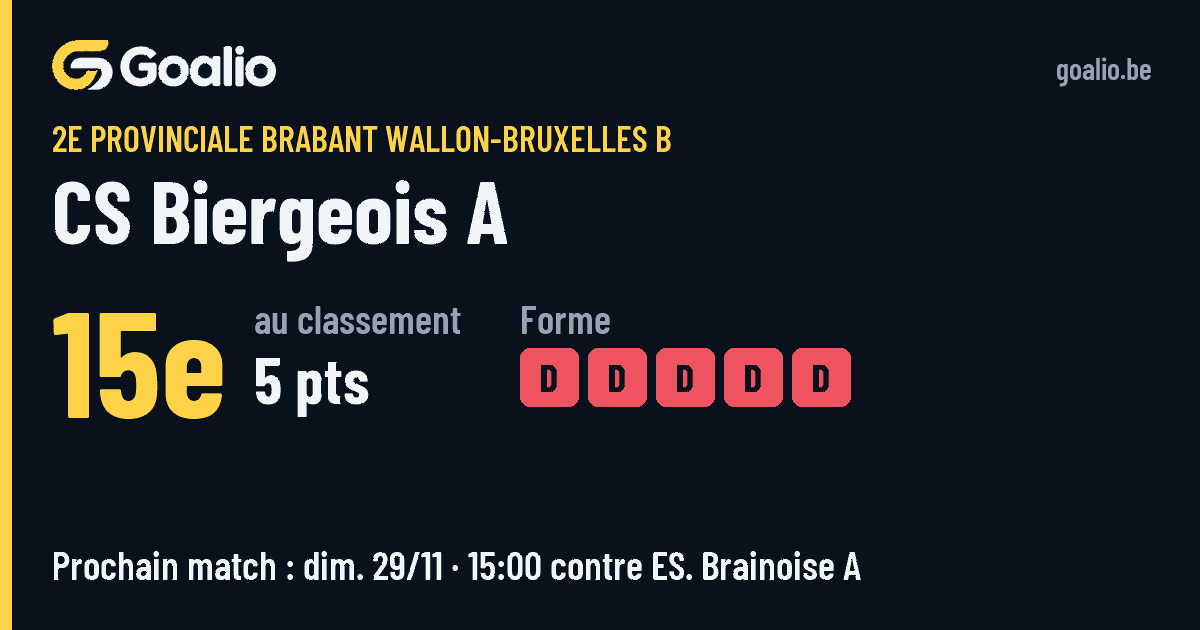 Goalio
goalio.be
2E PROVINCIALE BRABANT WALLON-BRUXELLES B
CS Biergeois A
15e
au classement
5 pts
Forme
D D D D D
Prochain match : dim. 29/11 · 15:00 contre ES. Brainoise A